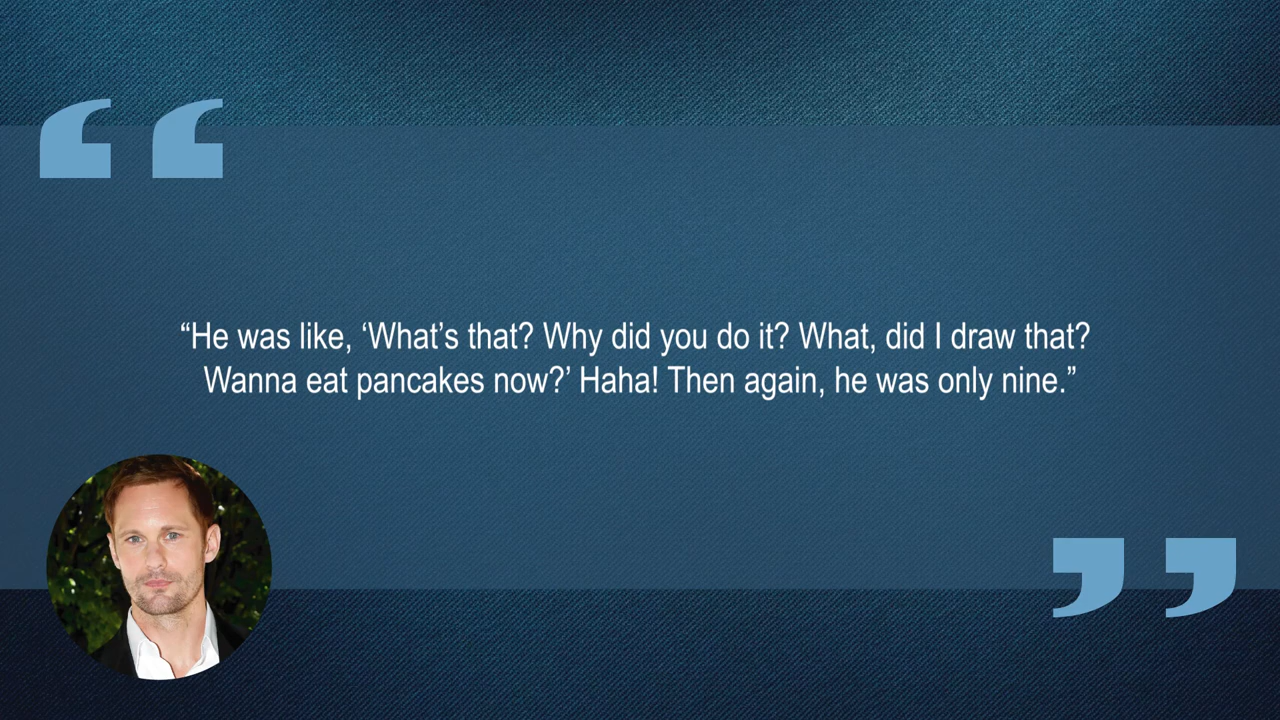 “He was like, ‘What’s that? Why did you do it? What, did I draw that?
Wanna eat pancakes now?’ Haha! Then again, he was only nine.”